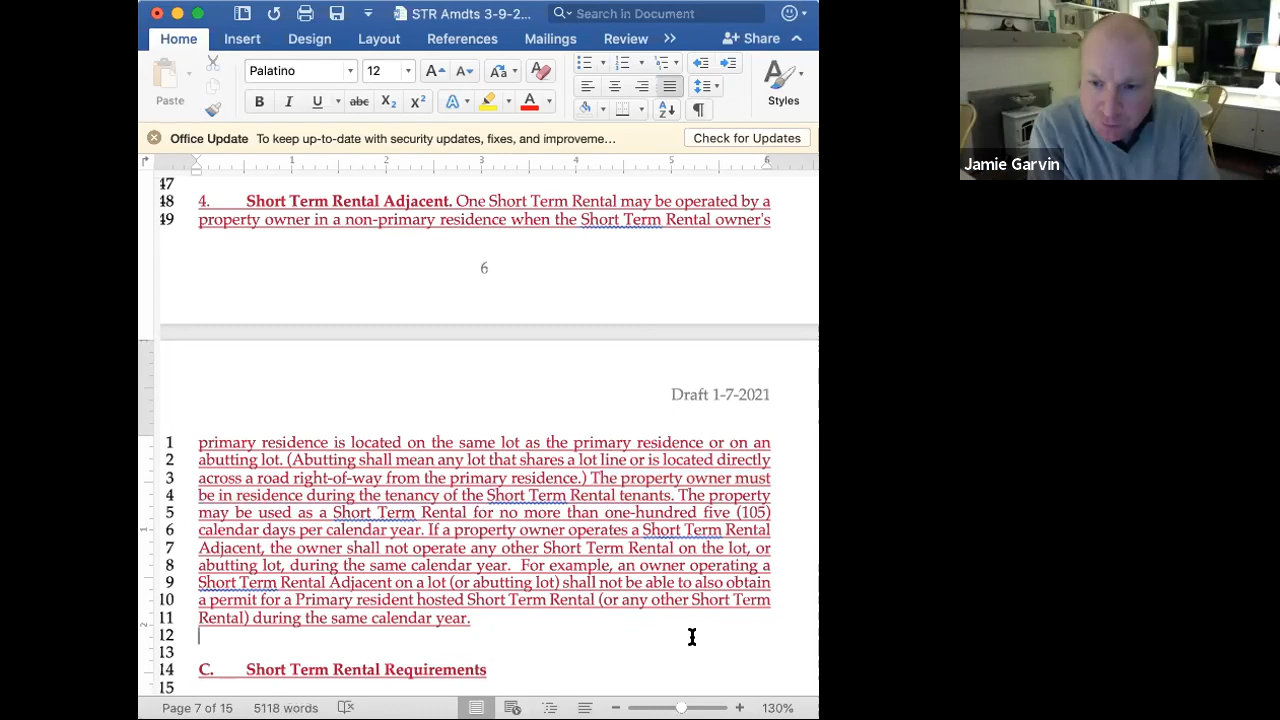 STR Amdts 3-9-2...
Search in Document
Home
Insert
Design
Layout
References
Mailings
Review
Share
Paste
Palatino
12
Styles
Office Update To keep up-to-date with security updates, fixes, and improveme...
Check for Updates
1 2 3 4 5 6
47
48 4. Short Term Rental Adjacent. One Short Term Rental may be operated by a
49 property owner in a non-primary residence when the Short Term Rental owner's
6
Draft 1-7-2021
1 primary residence is located on the same lot as the primary residence or on an
2 abutting lot. (Abutting shall mean any lot that shares a lot line or is located directly
3 across a road right-of-way from the primary residence.) The property owner must
4 be in residence during the tenancy of the Short Term Rental tenants. The property
5 may be used as a Short Term Rental for no more than one-hundred five (105)
6 calendar days per calendar year. If a property owner operates a Short Term Rental
7 Adjacent, the owner shall not operate any other Short Term Rental on the lot, or
8 abutting lot, during the same calendar year. For example, an owner operating a
9 Short Term Rental Adjacent on a lot (or abutting lot) shall not be able to also obtain
10 a permit for a Primary resident hosted Short Term Rental (or any other Short Term
11 Rental) during the same calendar year.
12
13
14 C. Short Term Rental Requirements
15
Page 7 of 15
5118 words
130%
Jamie Garvin